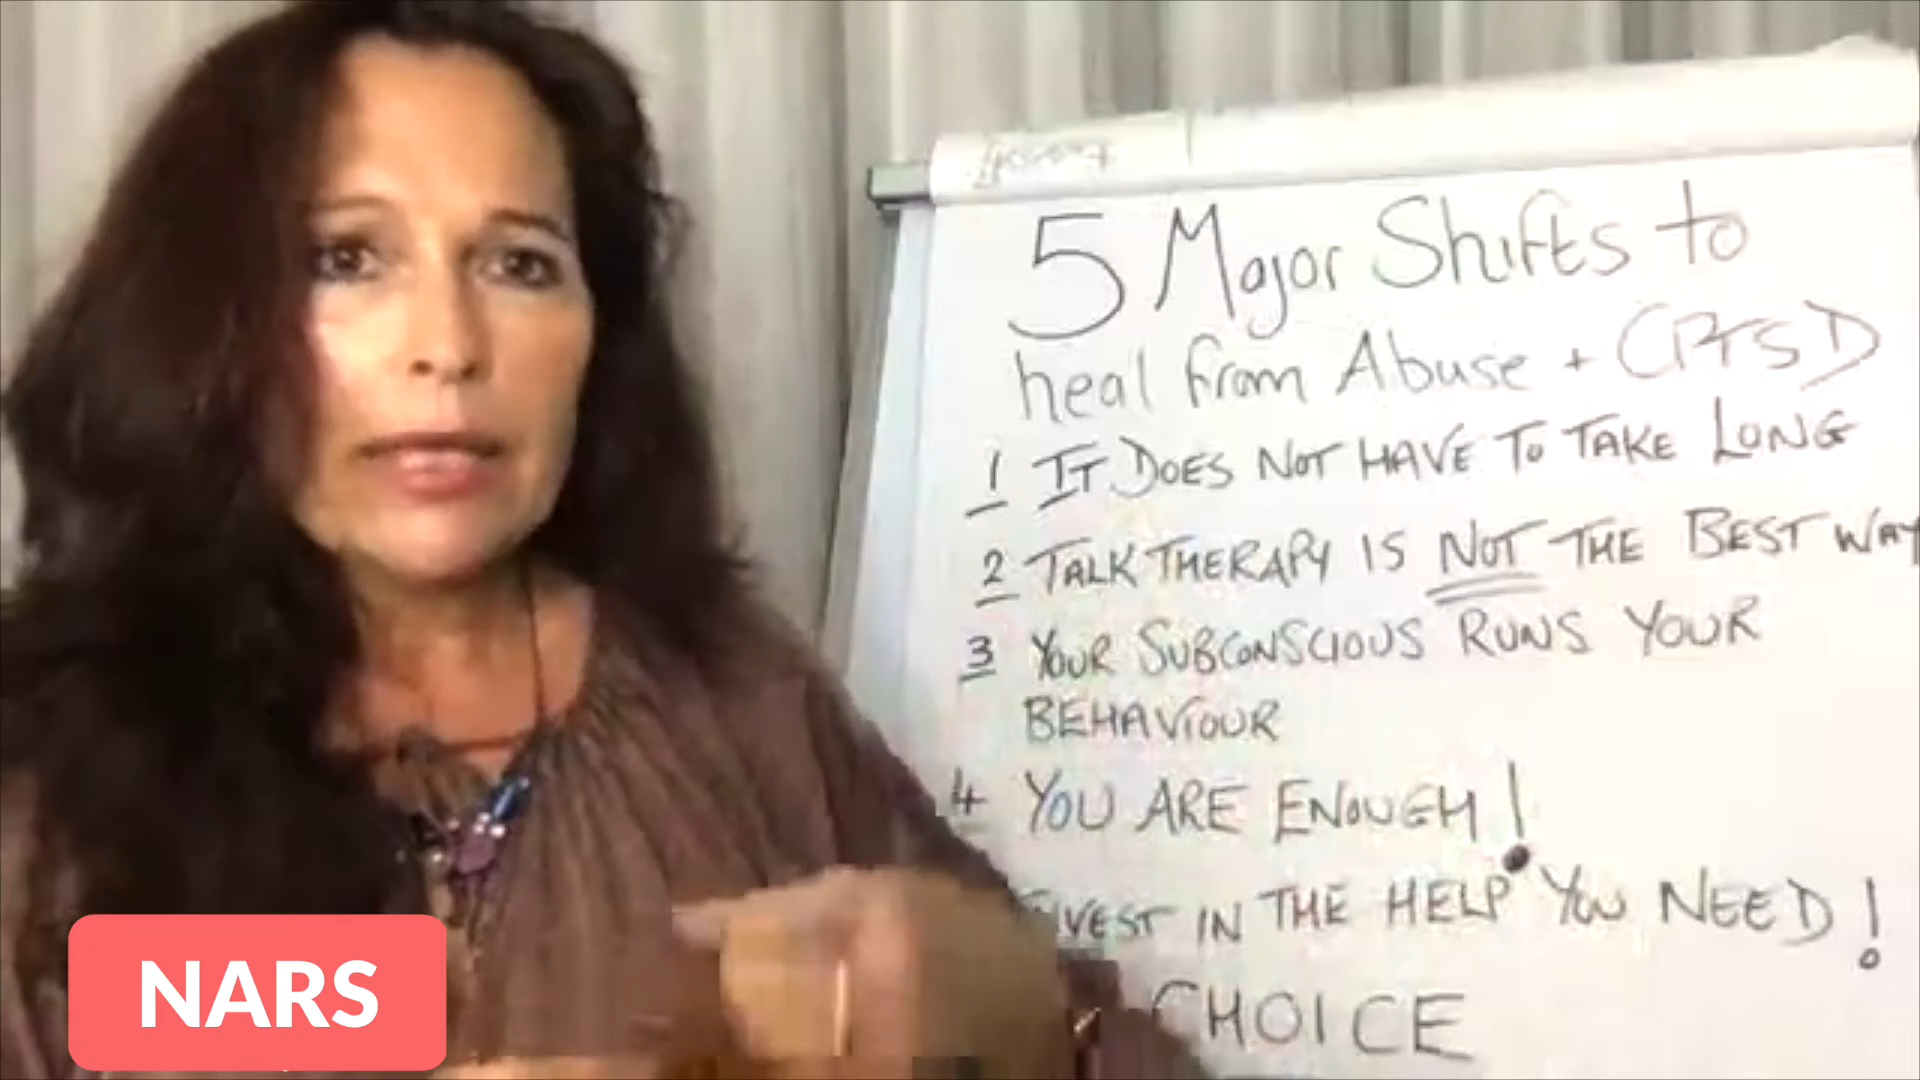 5 Major Shifts to
heal from Abuse + CPTSD
1 IT DOES NOT HAVE TO TAKE LONG
2 TALK THERAPY IS NOT THE BEST WAY
3 YOUR SUBCONSCIOUS RUNS YOUR
BEHAVIOUR
4 YOU ARE ENOUGH!
IN THE HELP YOU NEED!
CHOICE
NARS